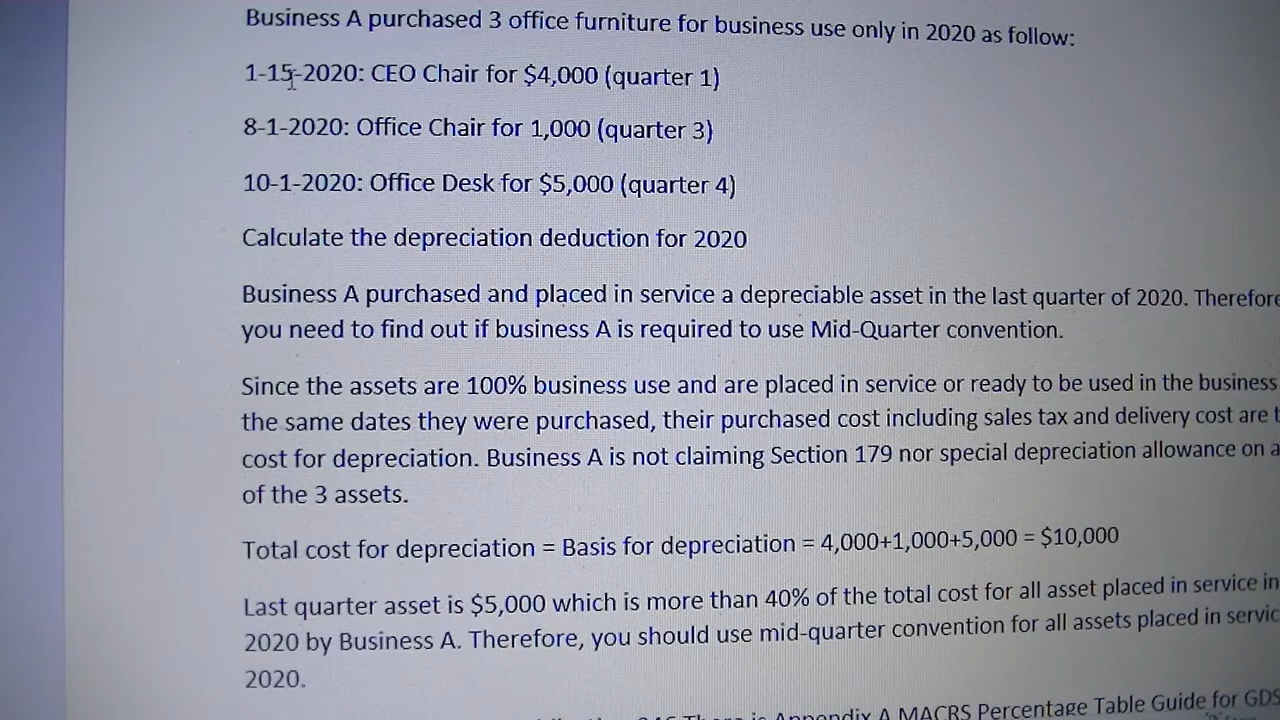 Business A purchased 3 office furniture for business use only in 2020 as follow:
1-15-2020: CEO Chair for $4,000 (quarter 1)
8-1-2020: Office Chair for 1,000 (quarter 3)
10-1-2020: Office Desk for $5,000 (quarter 4)
Calculate the depreciation deduction for 2020
Business A purchased and placed in service a depreciable asset in the last quarter of 2020. Therefore
you need to find out if business A is required to use Mid-Quarter convention.
Since the assets are 100% business use and are placed in service or ready to be used in the business
the same dates they were purchased, their purchased cost including sales tax and delivery cost are
cost for depreciation. Business A is not claiming Section 179 nor special depreciation allowance on
of the 3 assets.
Total cost for depreciation = Basis for depreciation = 4,000+1,000+5,000 = $10,000
Last quarter asset is $5,000 which is more than 40% of the total cost for all asset placed in service in
2020 by Business A. Therefore, you should use mid-quarter convention for all assets placed in servic
2020.
Appendix A MACRS Percentage Table Guide for GDS